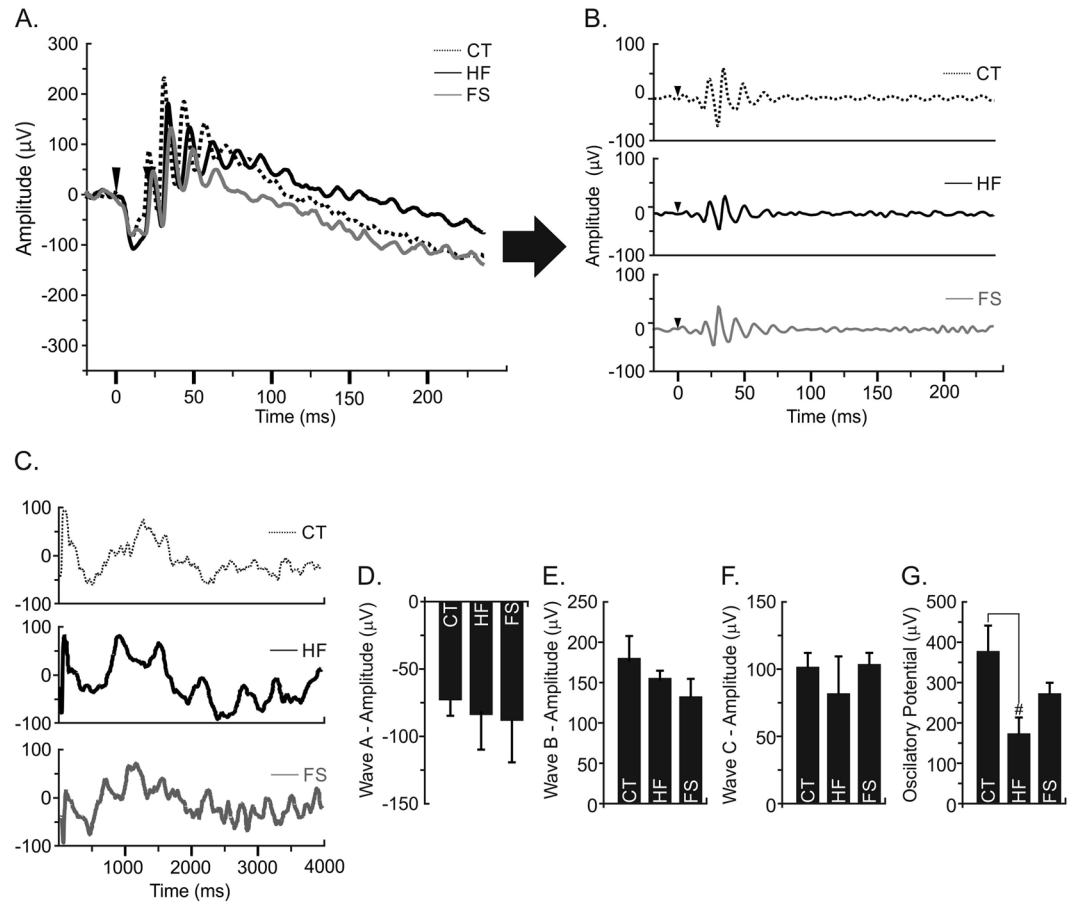 A.
300
200
100
0
-100
-200
-300
Amplitude (μV)
CT
HF
FS
0 50 100 150 200
Time (ms)
B.
100
0
-100
CT
100
0
-100
HF
100
0
-100
FS
Amplitude (μV)
0 50 100 150 200
Time (ms)
C.
100
0
-100
CT
100
0
-100
HF
100
0
-100
FS
1000 2000 3000 4000
Time (ms)
D.
Wave A - Amplitude (μV)
0
-50
-100
-150
CT HF FS
E.
Wave B - Amplitude (μV)
250
200
150
100
50
0
CT HF FS
F.
Wave C - Amplitude (μV)
150
100
50
0
CT HF FS
G.
Oscilatory Potential (μV)
500
400
300
200
100
0
#
CT HF FS